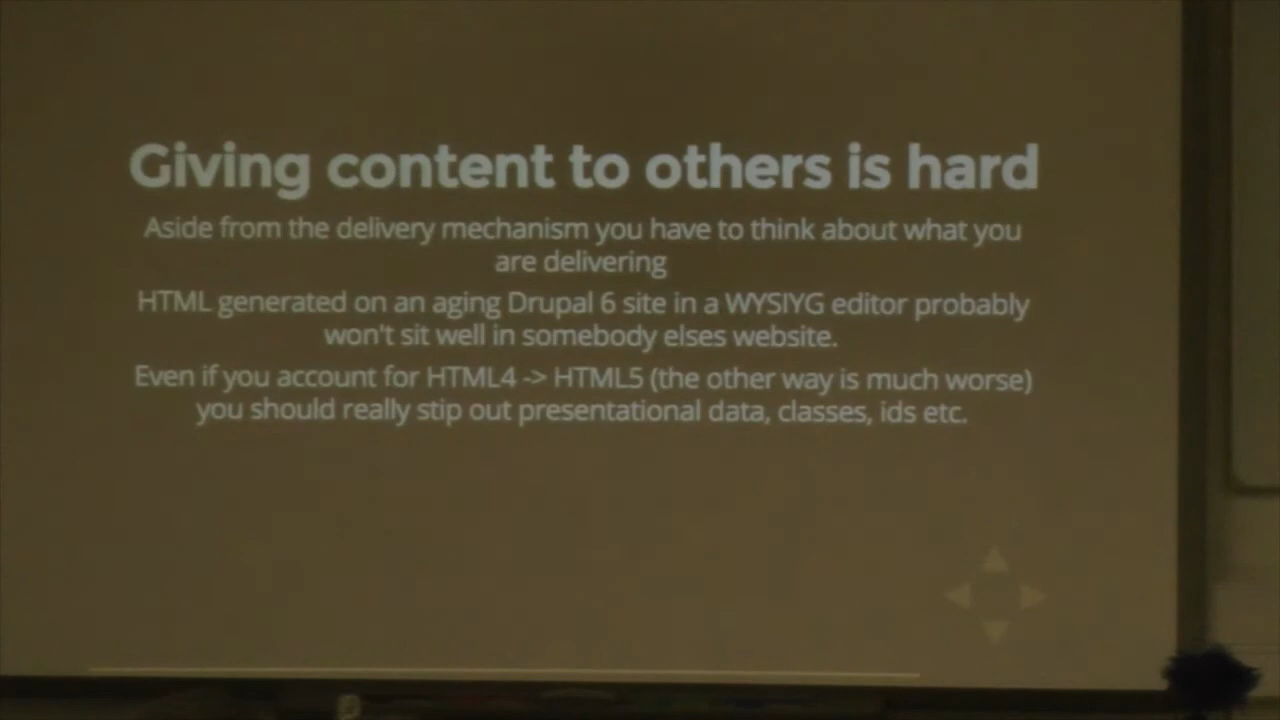 Giving content to others is hard
Aside from the delivery mechanism you have to think about what you
are delivering
HTML generated on an aging Drupal 6 site in a WYSIYG editor probably
won't sit well in somebody elses website.
Even if you account for HTML4 -> HTML5 (the other way is much worse)
you should really stip out presentational data, classes, ids etc.